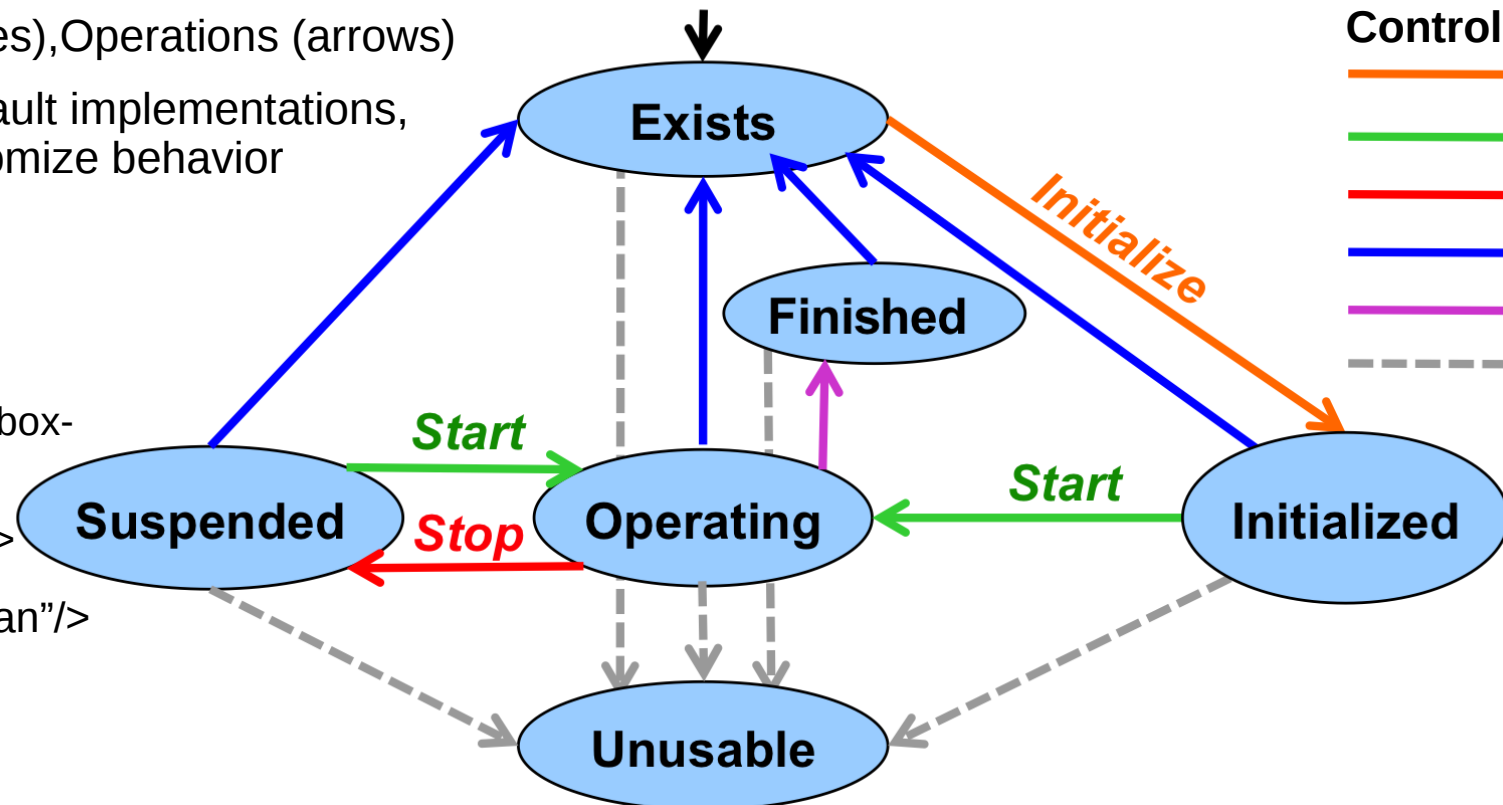 es),Operations (arrows)
ault implementations,
omize behavior
Control
Exists
Initialize
Finished
box-
Start
Start
Suspended
Stop
Operating
Initialized
>
an”/>
Unusable